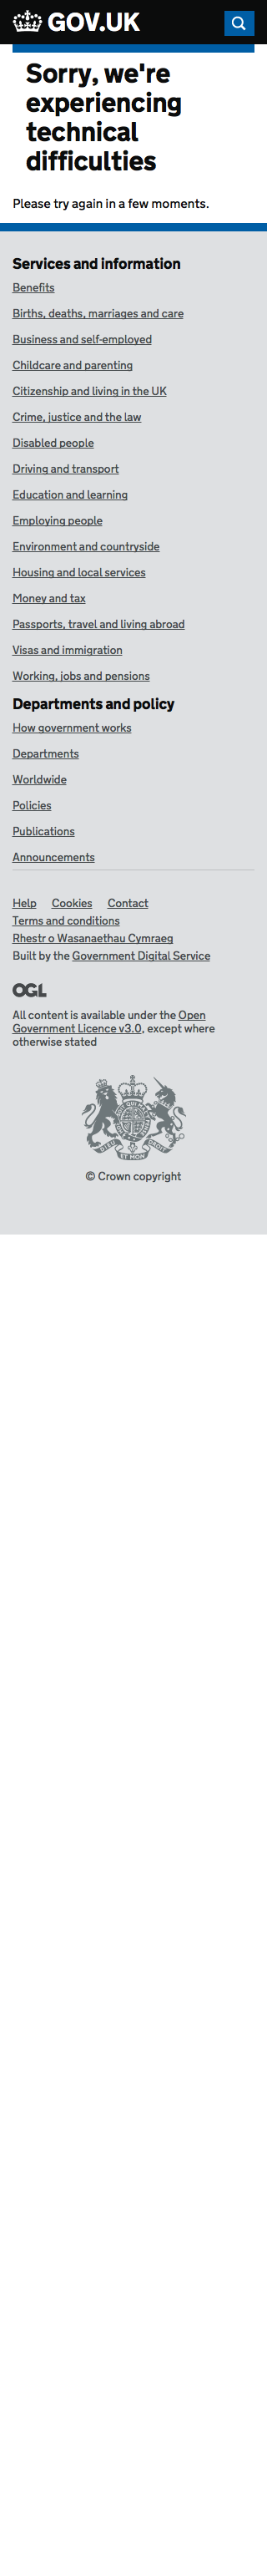 GOV.UK
Sorry, we're
experiencing
technical
difficulties
Please try again in a few moments.
Services and information
Benefits
Births, deaths, marriages and care
Business and self-employed
Childcare and parenting
Citizenship and living in the UK
Crime, justice and the law
Disabled people
Driving and transport
Education and learning
Employing people
Environment and countryside
Housing and local services
Money and tax
Passports, travel and living abroad
Visas and immigration
Working, jobs and pensions
Departments and policy
How government works
Departments
Worldwide
Policies
Publications
Announcements
Help Cookies Contact
Terms and conditions
Rhestr o Wasanaethau Cymraeg
Built by the Government Digital Service
OGL
All content is available under the Open
Government Licence v3.0, except where
otherwise stated
© Crown copyright